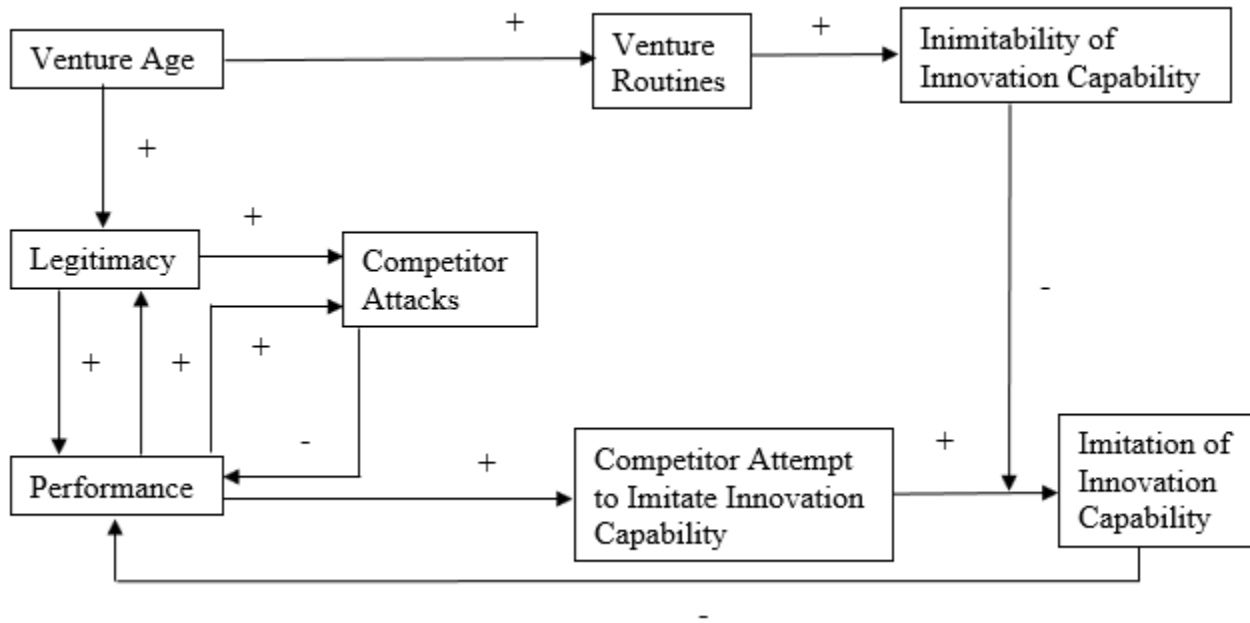 +
+
Venture Age
Venture
Routines
Inimitability of
Innovation Capability
+
+
-
Legitimacy
Competitor
Attacks
+
+
+
-
+
+
Performance
Competitor Attempt
to Imitate Innovation
Capability
Imitation of
Innovation
Capability
-